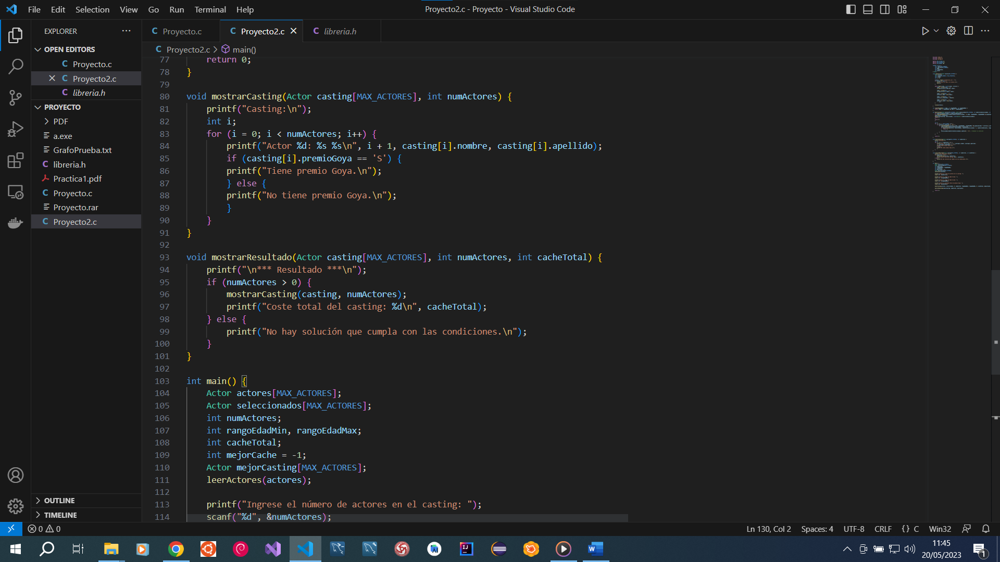 File Edit Selection View Go Run Terminal Help
Proyecto2.c - Proyecto - Visual Studio Code
EXPLORER
OPEN EDITORS
C Proyecto.c
C Proyecto2.c
C libreria.h
PROYECTO
PDF
a.exe
GrafoPrueba.txt
C libreria.h
Practica1.pdf
C Proyecto.c
Proyecto.rar
C Proyecto2.c
OUTLINE
TIMELINE
C Proyecto.c C Proyecto2.c C libreria.h
C Proyecto2.c > main()
77 return 0;
78 }
79
80 void mostrarCasting(Actor casting[MAX_ACTORES], int numActores) {
81 printf("Casting:\n");
82 int i;
83 for (i = 0; i < numActores; i++) {
84 printf("Actor %d: %s %s\n", i + 1, casting[i].nombre, casting[i].apellido);
85 if (casting[i].premioGoya == 'S') {
86 printf("Tiene premio Goya.\n");
87 } else {
88 printf("No tiene premio Goya.\n");
89 }
90 }
91 }
92
93 void mostrarResultado(Actor casting[MAX_ACTORES], int numActores, int cacheTotal) {
94 printf("\n*** Resultado ***\n");
95 if (numActores > 0) {
96 mostrarCasting(casting, numActores);
97 printf("Coste total del casting: %d\n", cacheTotal);
98 } else {
99 printf("No hay solución que cumpla con las condiciones.\n");
100 }
101 }
102
103 int main() {
104 Actor actores[MAX_ACTORES];
105 Actor seleccionados[MAX_ACTORES];
106 int numActores;
107 int rangoEdadMin, rangoEdadMax;
108 int cacheTotal;
109 int mejorCache = -1;
110 Actor mejorCasting[MAX_ACTORES];
111 leerActores(actores);
112
113 printf("Ingrese el número de actores en el casting: ");
114 scanf("%d", &numActores);
0 0
Ln 130, Col 2 Spaces: 4 UTF-8 CRLF {} C Win32
11:45
20/05/2023
1